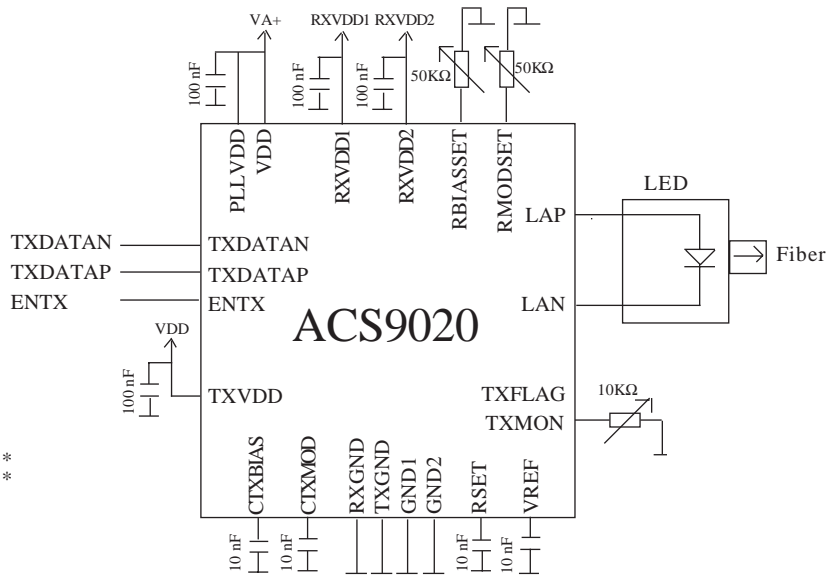 VA+
RXVDD1
RXVDD2
100 nF
100 nF
100 nF
50KΩ
50KΩ
PLLVDD
VDD
RXVDD1
RXVDD2
RBIASSET
RMODSET
LED
LAP
TXDATAN
TXDATAN
TXDATAP
TXDATAP
Fiber
ENTX
ENTX
LAN
ACS9020
VDD
100 nF
TXVDD
TXFLAG
10KΩ
TXMON
*
*
CTXBIAS
CTXMOD
RXGND
TXGND
GND1
GND2
RSET
VREF
10 nF
10 nF
10 nF
10 nF